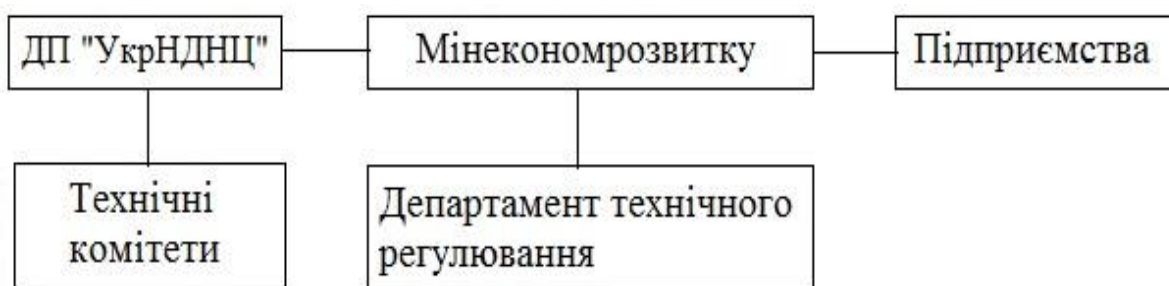 ДП "УкрНДНЦ"
Мінекономрозвитку
Підприємства
Технічні
комітети
Департамент технічного
регулювання